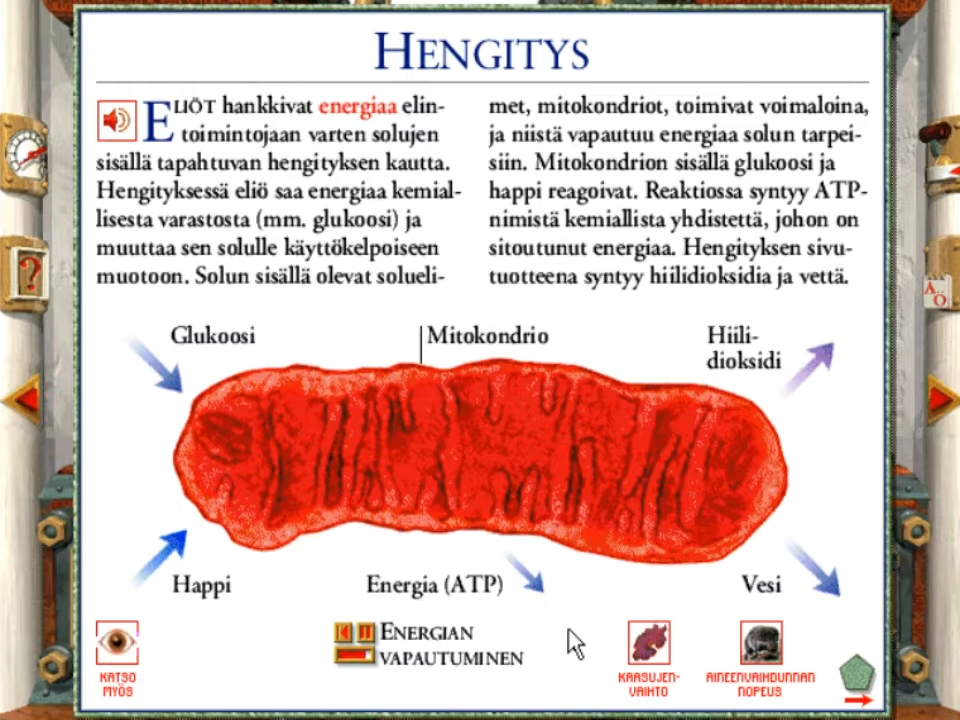 HENGITYS
ELIÖT hankkivat energiaa elin-
toimintojaan varten solujen
sisällä tapahtuvan hengityksen kautta.
Hengityksessä eliö saa energiaa kemial-
lisesta varastosta (mm. glukoosi) ja
muuttaa sen solulle käyttökelpoiseen
muotoon. Solun sisällä olevat solueli-
met, mitokondriot, toimivat voimaloina,
ja niistä vapautuu energiaa solun tarpei-
siin. Mitokondrion sisällä glukoosi ja
happi reagoivat. Reaktiossa syntyy ATP-
nimistä kemiallista yhdistettä, johon on
sitoutunut energiaa. Hengityksen sivu-
tuotteena syntyy hiilidioksidia ja vettä.
?
A..
O
Glukoosi
Mitokondrio
Hiili-
dioksidi
Happi
Energia (ATP)
Vesi
ENERGIAN
VAPAUTUMINEN
KATSO
MYÖS
KAASUJEN-
VAIHTO
AINEENVAIHDUNNAN
NOPEUS